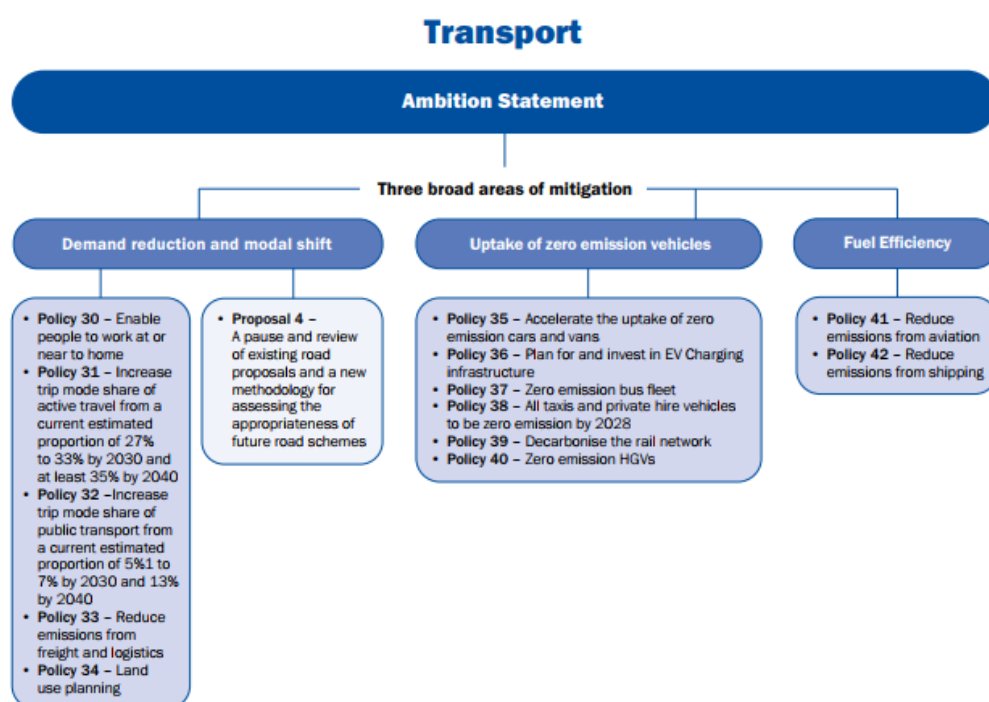 Transport
Ambition Statement
Three broad areas of mitigation
Demand reduction and modal shift
• Policy 30 – Enable
people to work at or
near to home
• Policy 31 – Increase
trip mode share of
active travel from a
current estimated
proportion of 27%
to 33% by 2030 and
at least 35% by 2040
• Policy 32 –Increase
trip mode share of
public transport from
a current estimated
proportion of 5%1 to
7% by 2030 and 13%
by 2040
• Policy 33 – Reduce
emissions from
freight and logistics
• Policy 34 – Land
use planning
• Proposal 4 –
A pause and review
of existing road
proposals and a new
methodology for
assessing the
appropriateness of
future road schemes
Uptake of zero emission vehicles
• Policy 35 – Accelerate the uptake of zero
emission cars and vans
• Policy 36 – Plan for and invest in EV Charging
infrastructure
• Policy 37 – Zero emission bus fleet
• Policy 38 – All taxis and private hire vehicles
to be zero emission by 2028
• Policy 39 – Decarbonise the rail network
• Policy 40 – Zero emission HGVs
Fuel Efficiency
• Policy 41 – Reduce
emissions from aviation
• Policy 42 – Reduce
emissions from shipping